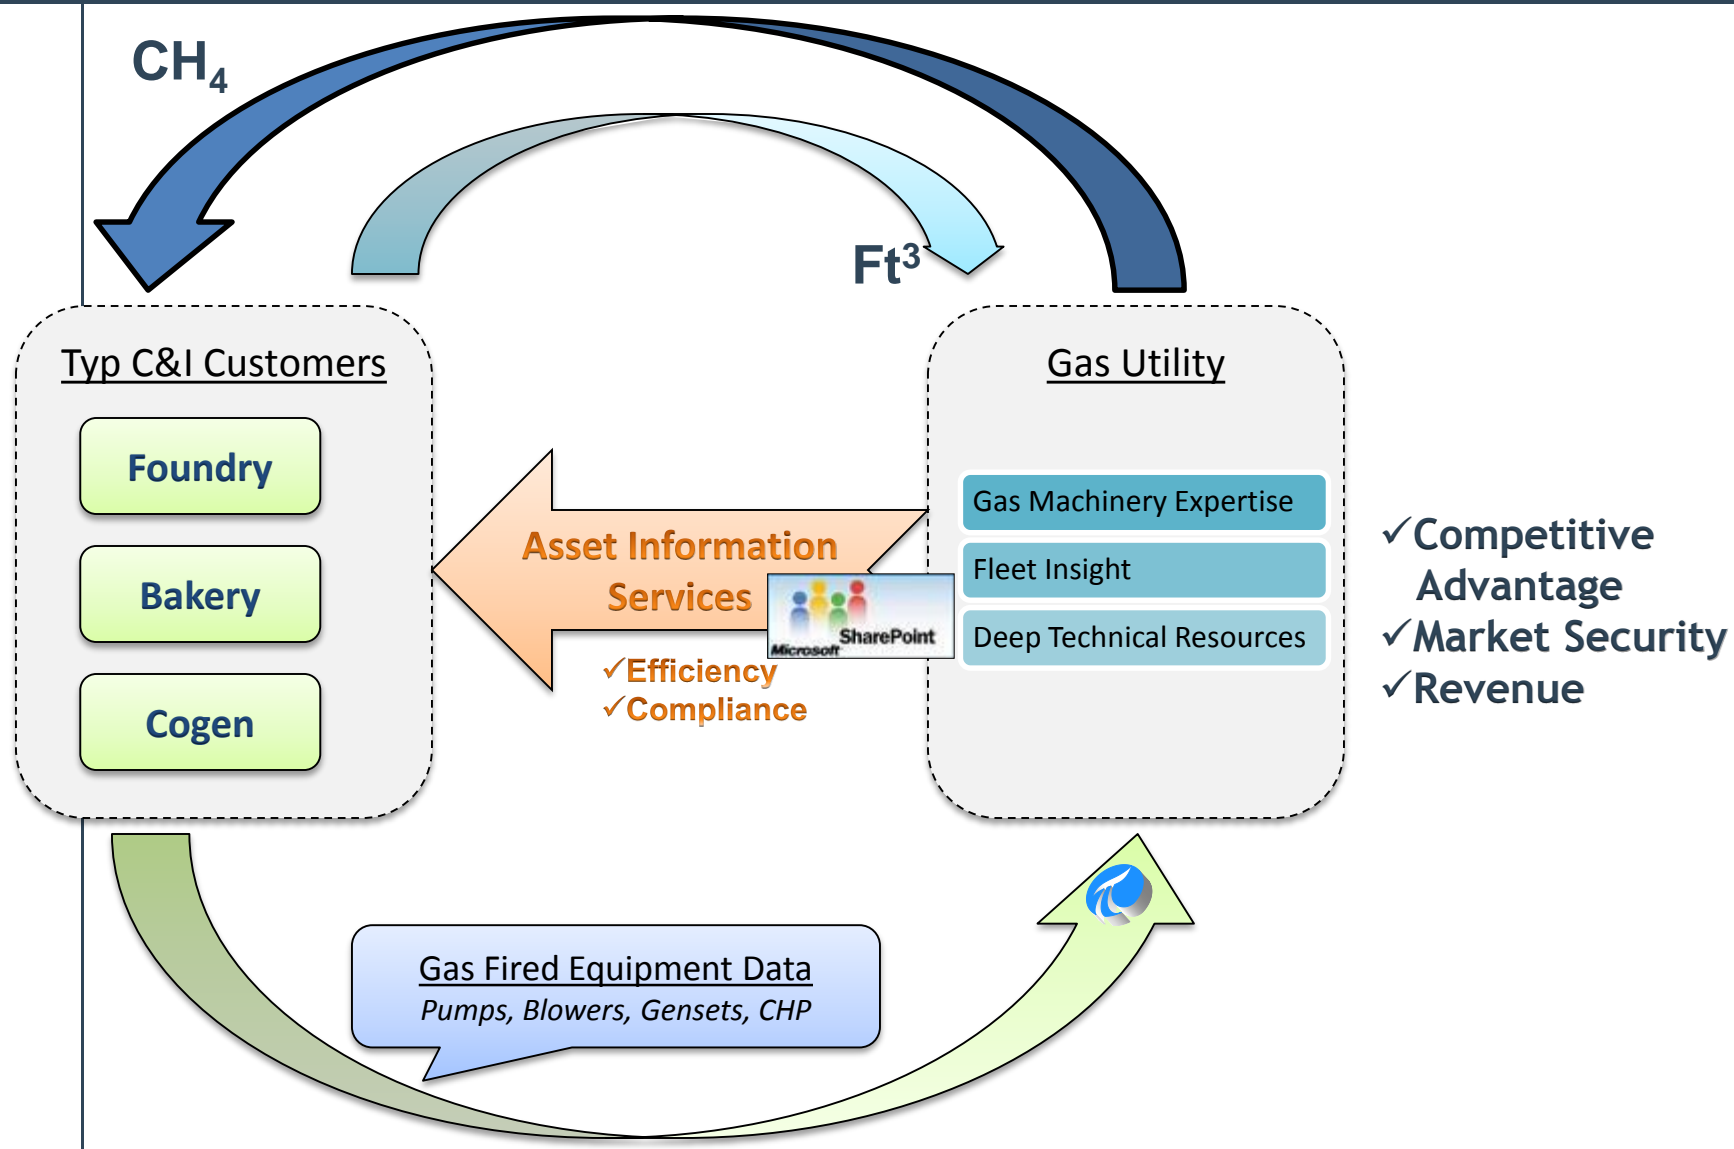 CH₄
Ft³
Typ C&I Customers
Foundry
Bakery
Cogen
Asset Information
Services
✓Efficiency
✓Compliance
Microsoft
SharePoint
Gas Utility
Gas Machinery Expertise
Fleet Insight
Deep Technical Resources
✓Competitive
Advantage
✓Market Security
✓Revenue
Gas Fired Equipment Data
Pumps, Blowers, Gensets, CHP